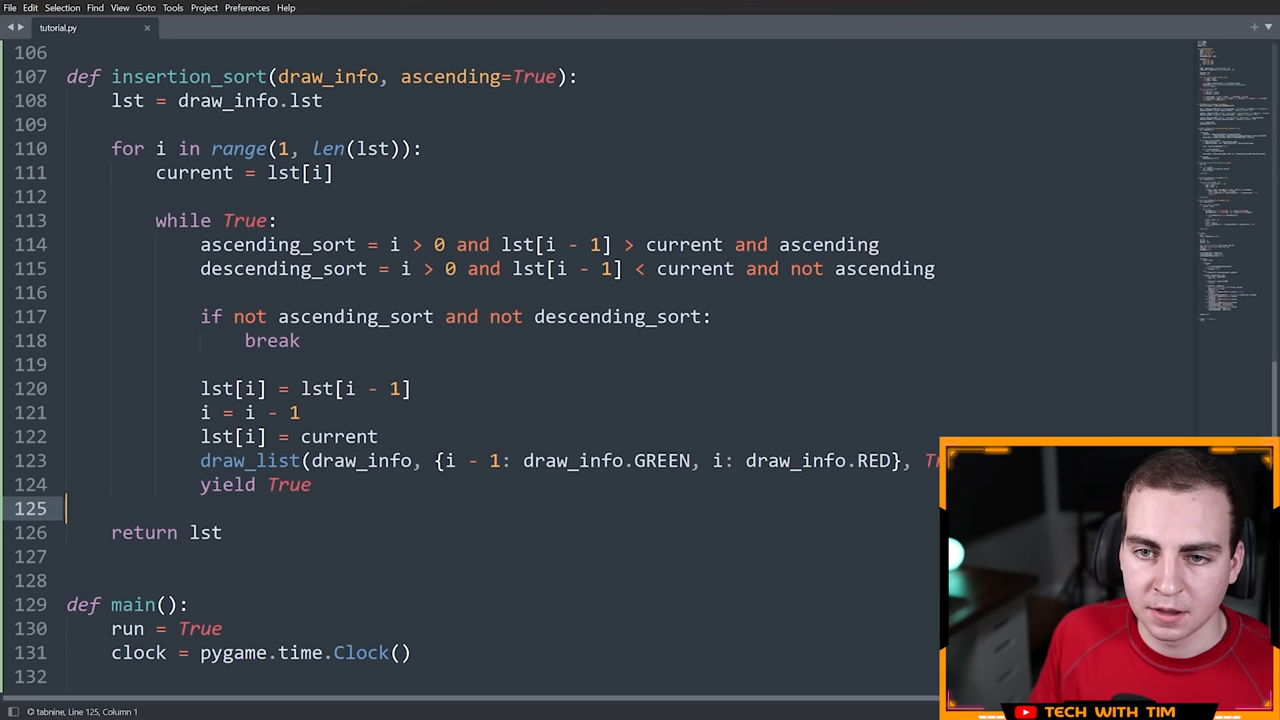 File Edit Selection Find View Goto Tools Project Preferences Help
tutorial.py
106
107 def insertion_sort(draw_info, ascending=True):
108 lst = draw_info.lst
109
110 for i in range(1, len(lst)):
111 current = lst[i]
112
113 while True:
114 ascending_sort = i > 0 and lst[i - 1] > current and ascending
115 descending_sort = i > 0 and lst[i - 1] < current and not ascending
116
117 if not ascending_sort and not descending_sort:
118 break
119
120 lst[i] = lst[i - 1]
121 i = i - 1
122 lst[i] = current
123 draw_list(draw_info, {i - 1: draw_info.GREEN, i: draw_info.RED},
124 yield True
125
126 return lst
127
128
129 def main():
130 run = True
131 clock = pygame.time.Clock()
132
tabnine, Line 125, Column 1
TECH WITH TIM